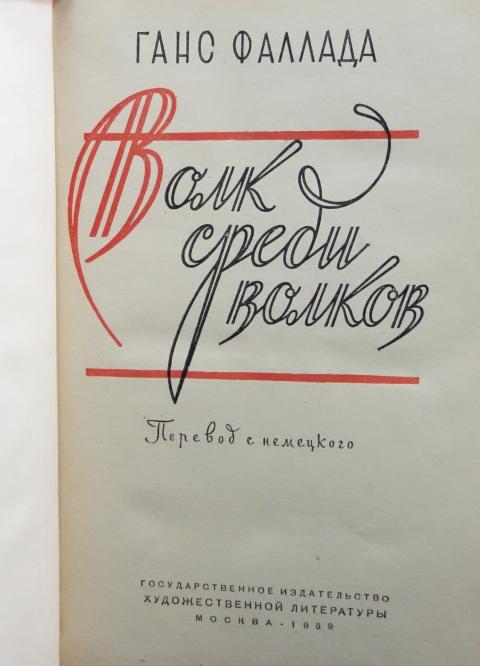 ГАНС ФАЛЛАДА
Волк
среди
волков
Перевод с немецкого
ГОСУДАРСТВЕННОЕ ИЗДАТЕЛЬСТВО
ХУДОЖЕСТВЕННОЙ ЛИТЕРАТУРЫ
МОСКВА - 1959